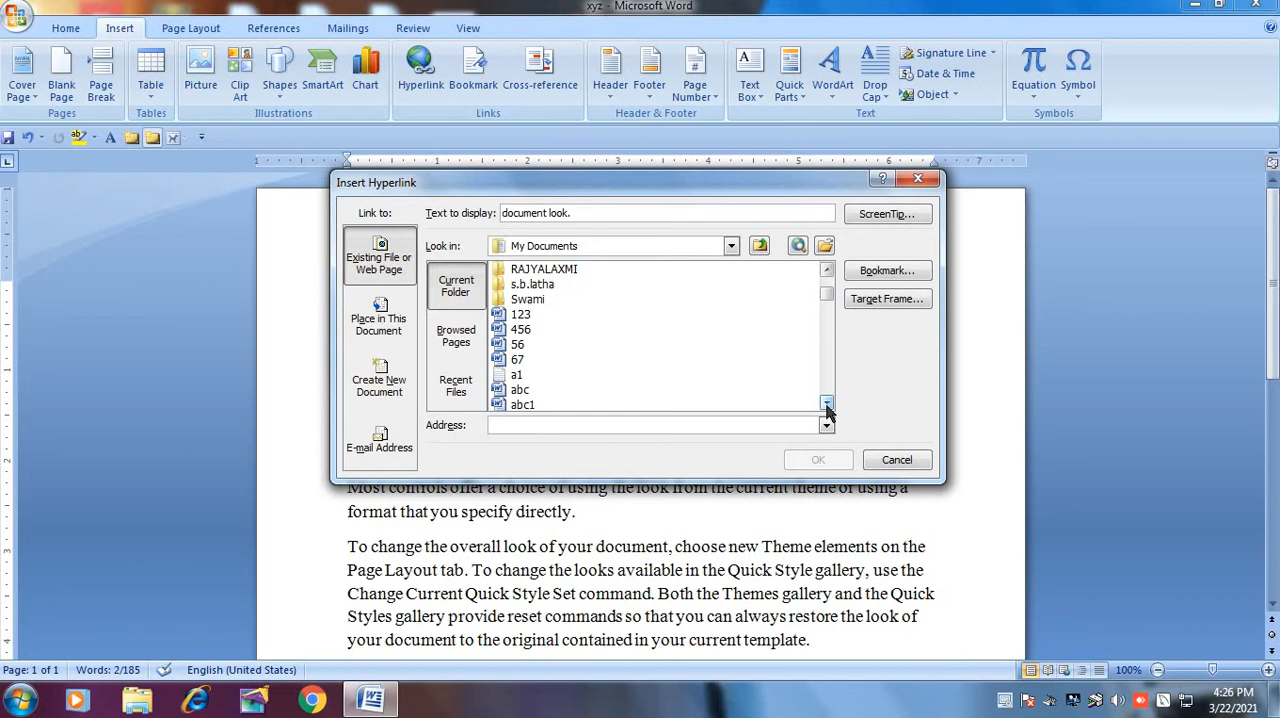 xyz - Microsoft Word
Home Insert Page Layout References Mailings Review View
Cover Page Blank Page Page Break Table Picture Clip Art Shapes SmartArt Chart Hyperlink Bookmark Cross-reference Header Footer Page Number Text Box Quick Parts WordArt Drop Cap Signature Line Date & Time Object Equation Symbol
Pages Tables Illustrations Links Header & Footer Text Symbols
1 1 2 3 4 5 6 7
Insert Hyperlink
Link to: Text to display: document look. ScreenTip...
Existing File or Web Page
Look in: My Documents
Current Folder
RAJYALAXMI
Bookmark...
s.b.latha
Swami
Target Frame...
Place in This Document
123
Browsed Pages
456
56
67
Create New Document
Recent Files
a1
abc
abc1
E-mail Address
Address:
OK Cancel
Most controls offer a choice of using the look from the current theme or using a
format that you specify directly.
To change the overall look of your document, choose new Theme elements on the
Page Layout tab. To change the looks available in the Quick Style gallery, use the
Change Current Quick Style Set command. Both the Themes gallery and the Quick
Styles gallery provide reset commands so that you can always restore the look of
your document to the original contained in your current template.
Page: 1 of 1 Words: 2/185 English (United States) 100%
4:26 PM
3/22/2021